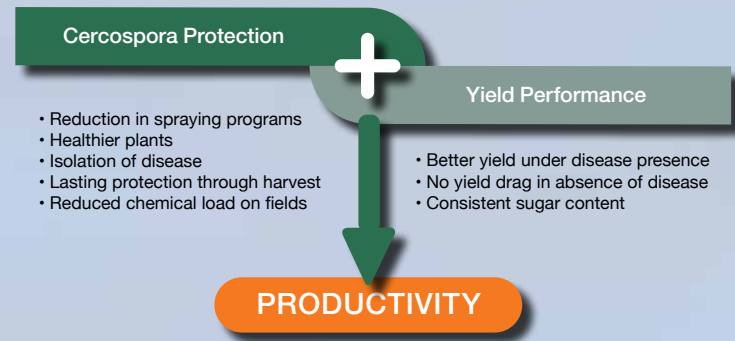 Cercospora Protection
+
Yield Performance
• Reduction in spraying programs
• Healthier plants
• Isolation of disease
• Lasting protection through harvest
• Reduced chemical load on fields
• Better yield under disease presence
• No yield drag in absence of disease
• Consistent sugar content
PRODUCTIVITY